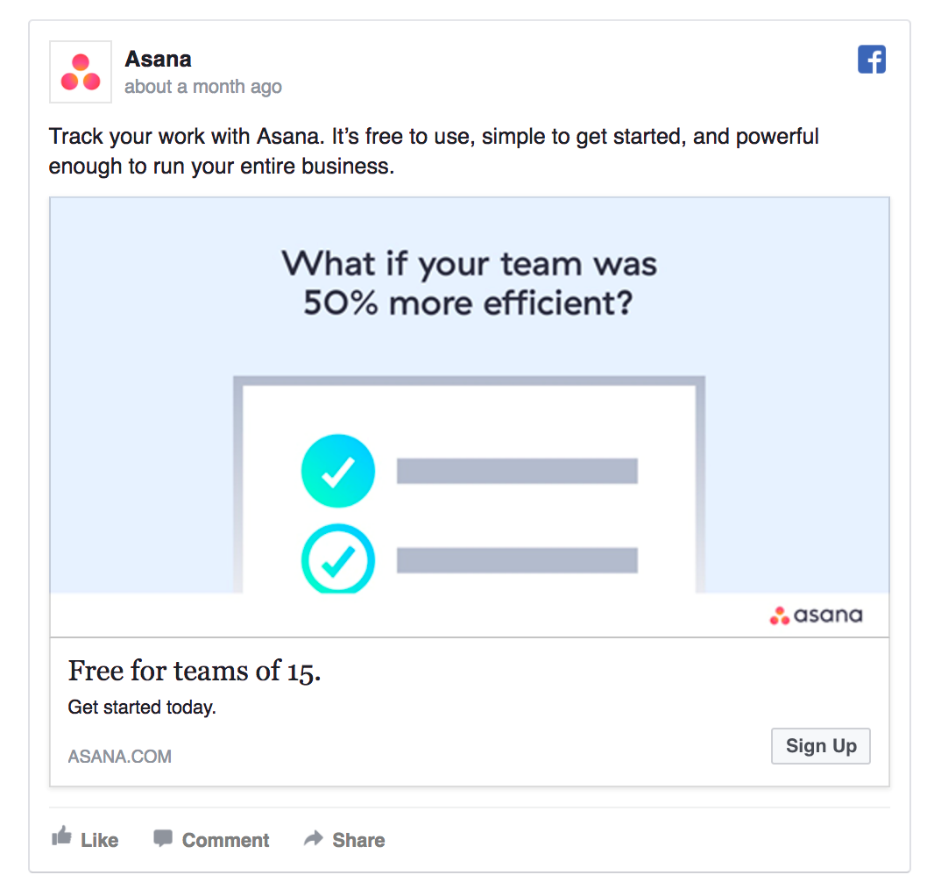 Asana
about a month ago
Track your work with Asana. It’s free to use, simple to get started, and powerful
enough to run your entire business.
What if your team was
50% more efficient?
asana
Free for teams of 15.
Get started today.
ASANA.COM
Sign Up
Like Comment Share